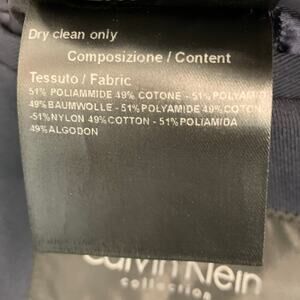 Dry clean only
Composizione / Content
Tessuto / Fabric
51% POLIAMMIDE 49% COTONE - 51% POLYAMID
49%BAUMWOLLE - 51%POLYAMIDE 49%COTON
-51%NYLON 49%COTTON - 51%POLIAMIDA
49%ALGODON
Calvin Klein
collection